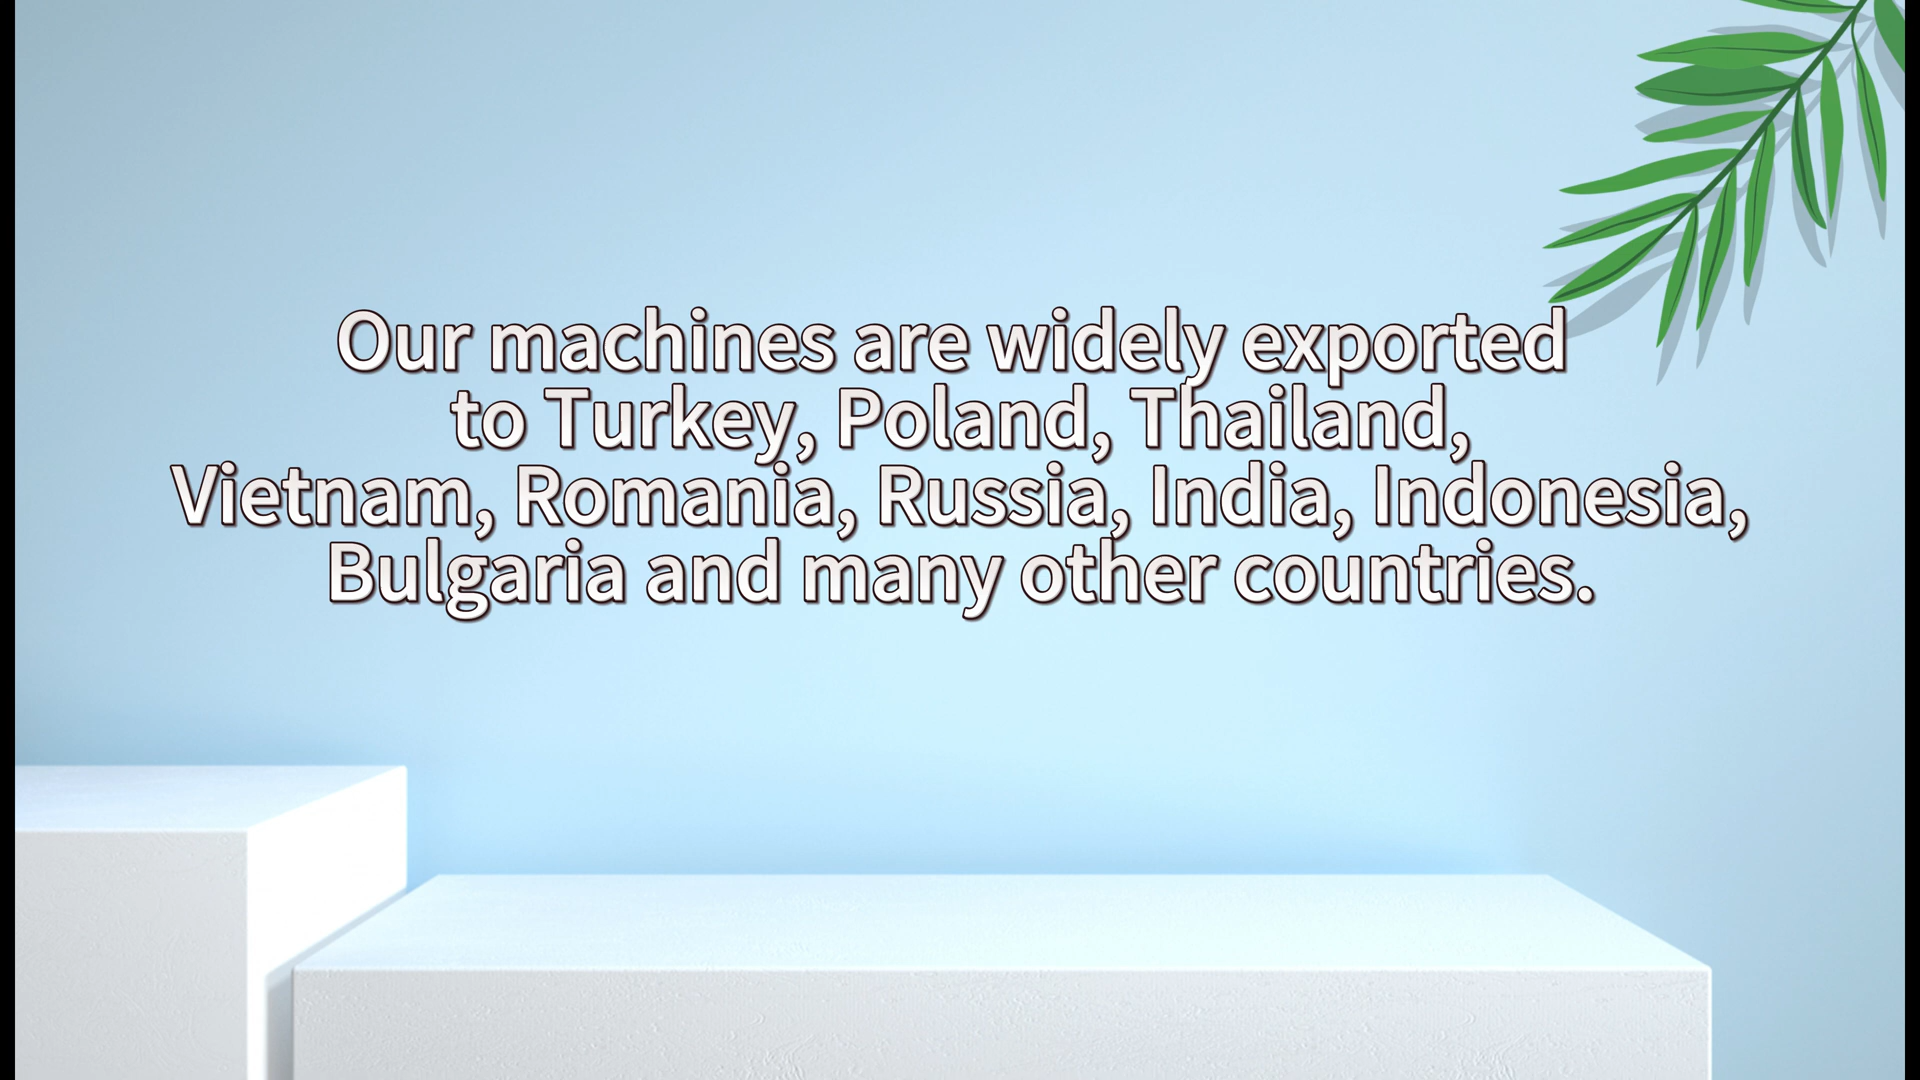 Our machines are widely exported
to Turkey, Poland, Thailand,
Vietnam, Romania, Russia, India, Indonesia,
Bulgaria and many other countries.